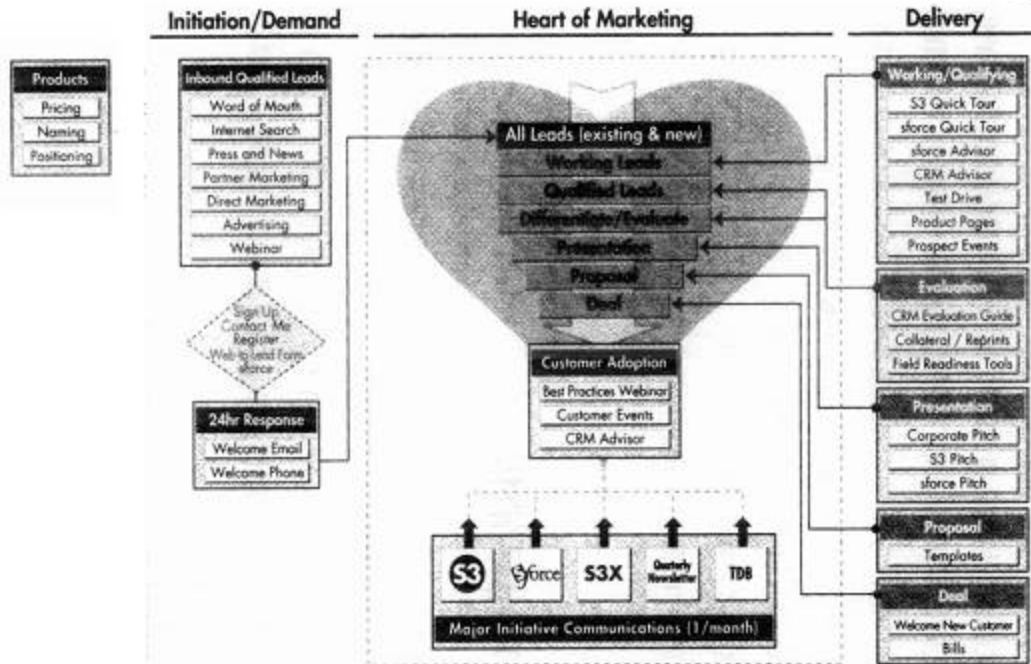 Initiation/Demand
Heart of Marketing
Delivery
Products
Pricing
Naming
Positioning
Inbound Qualified Leads
Word of Mouth
Internet Search
Press and News
Partner Marketing
Direct Marketing
Advertising
Webinar
Sign Up
Contact Me
Register
Web-to-Lead Form
sforce
24hr Response
Welcome Email
Welcome Phone
All Leads (existing & new)
Working Leads
Qualified Leads
Differentiate/Evaluate
Presentation
Proposal
Deal
Customer Adoption
Best Practices Webinar
Customer Events
CRM Advisor
S3
sforce
S3X
Quarterly
Newsletter
TDB
Major Initiative Communications (1/month)
Working/Qualifying
S3 Quick Tour
sforce Quick Tour
sforce Advisor
CRM Advisor
Test Drive
Product Pages
Prospect Events
Evaluation
CRM Evaluation Guide
Collateral / Reprints
Field Readiness Tools
Presentation
Corporate Pitch
S3 Pitch
sforce Pitch
Proposal
Templates
Deal
Welcome New Customer
Bills